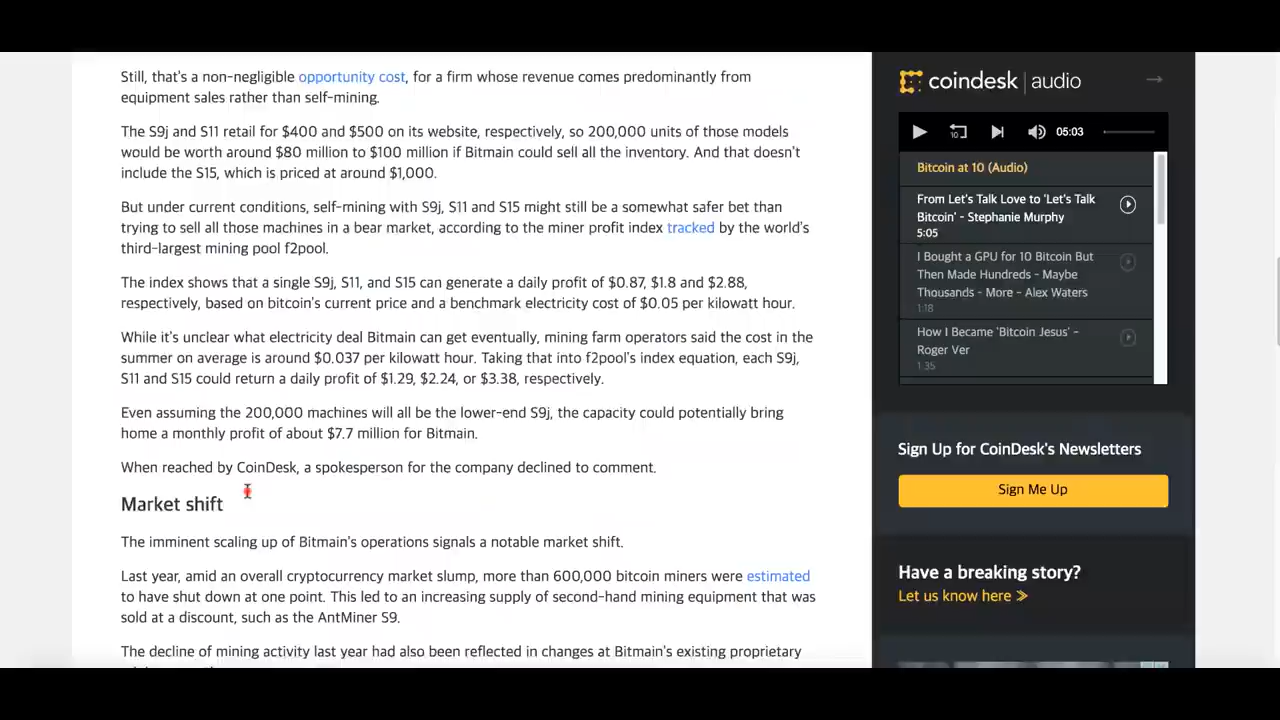 Still, that's a non-negligible opportunity cost, for a firm whose revenue comes predominantly from
equipment sales rather than self-mining.
The S9j and S11 retail for $400 and $500 on its website, respectively, so 200,000 units of those models
would be worth around $80 million to $100 million if Bitmain could sell all the inventory. And that doesn't
include the S15, which is priced at around $1,000.
But under current conditions, self-mining with S9j, S11 and S15 might still be a somewhat safer bet than
trying to sell all those machines in a bear market, according to the miner profit index tracked by the world's
third-largest mining pool f2pool.
The index shows that a single S9j, S11, and S15 can generate a daily profit of $0.87, $1.8 and $2.88,
respectively, based on bitcoin's current price and a benchmark electricity cost of $0.05 per kilowatt hour.
While it's unclear what electricity deal Bitmain can get eventually, mining farm operators said the cost in the
summer on average is around $0.037 per kilowatt hour. Taking that into f2pool's index equation, each S9j,
S11 and S15 could return a daily profit of $1.29, $2.24, or $3.38, respectively.
Even assuming the 200,000 machines will all be the lower-end S9j, the capacity could potentially bring
home a monthly profit of about $7.7 million for Bitmain.
When reached by CoinDesk, a spokesperson for the company declined to comment.
Market shift
The imminent scaling up of Bitmain's operations signals a notable market shift.
Last year, amid an overall cryptocurrency market slump, more than 600,000 bitcoin miners were estimated
to have shut down at one point. This led to an increasing supply of second-hand mining equipment that was
sold at a discount, such as the AntMiner S9.
The decline of mining activity last year had also been reflected in changes at Bitmain's existing proprietary
coindesk | audio
10
05:03
Bitcoin at 10 (Audio)
From Let's Talk Love to 'Let's Talk
Bitcoin' - Stephanie Murphy
5:05
I Bought a GPU for 10 Bitcoin But
Then Made Hundreds - Maybe
Thousands - More - Alex Waters
1:18
How I Became 'Bitcoin Jesus' -
Roger Ver
1:35
Sign Up for CoinDesk's Newsletters
Sign Me Up
Have a breaking story?
Let us know here »